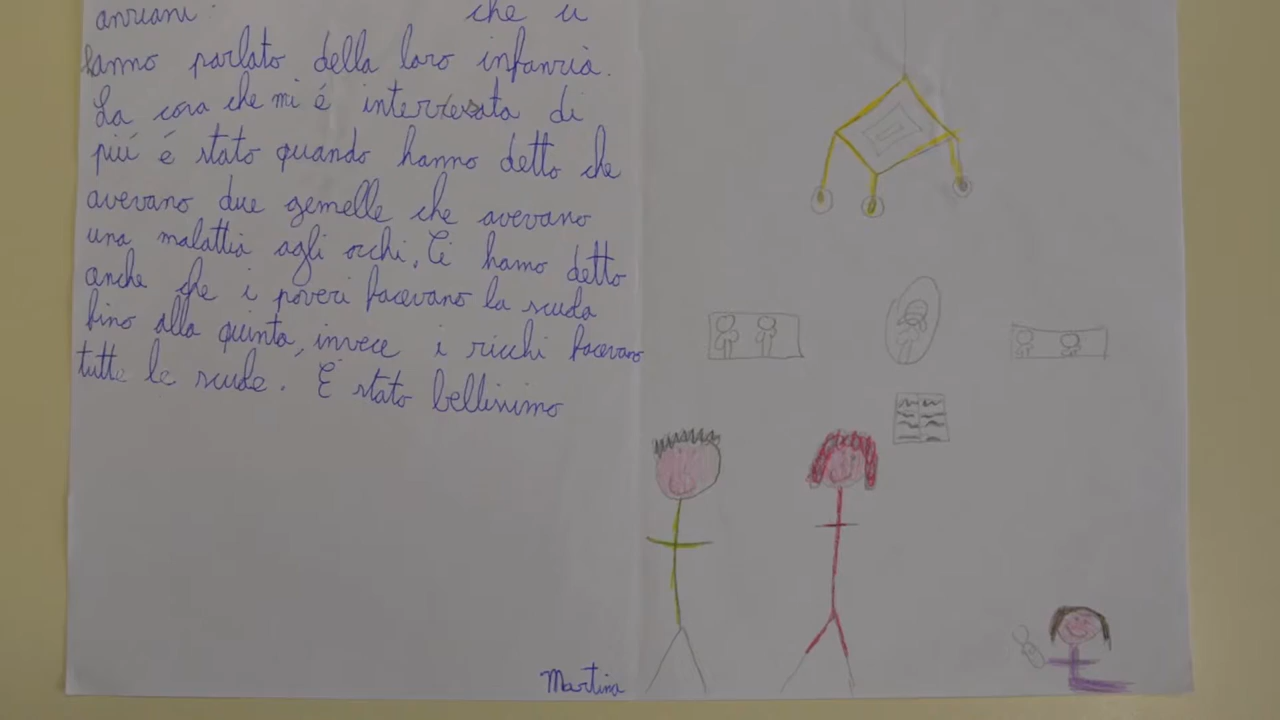 anziani. che ci
hanno parlato della loro infanzia.
La cosa che mi é interessata di
piú é stato quando hanno detto che
avevano due gemelle che avevano
una malattia agli occhi. Ci hanno detto
anche che i poveri facevano la scuola
fino alla quinta, invece i ricchi facevano
tutte le scuole. É stato bellissimo
Martina